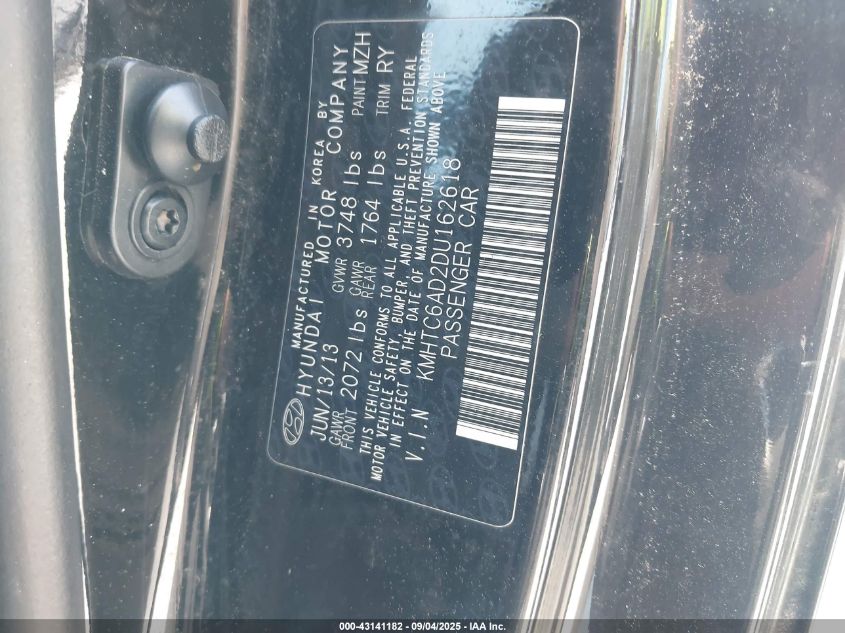 MANUFACTURED IN KOREA BY
HYUNDAI MOTOR COMPANY
JUN/13/13 GVWR 3748 lbs PAINT MZH
GAWR FRONT 2072 lbs GAWR REAR 1764 lbs TRIM RY
THIS VEHICLE CONFORMS TO ALL APPLICABLE U.S.A FEDERAL
MOTOR VEHICLE SAFETY, BUMPER, AND THEFT PREVENTION STANDARDS
IN EFFECT ON THE DATE OF MANUFACTURE SHOWN ABOVE
V.I.N KMHTC6AD2DU162618
PASSENGER CAR
000-43141182 - 09/04/2025 - IAA Inc.